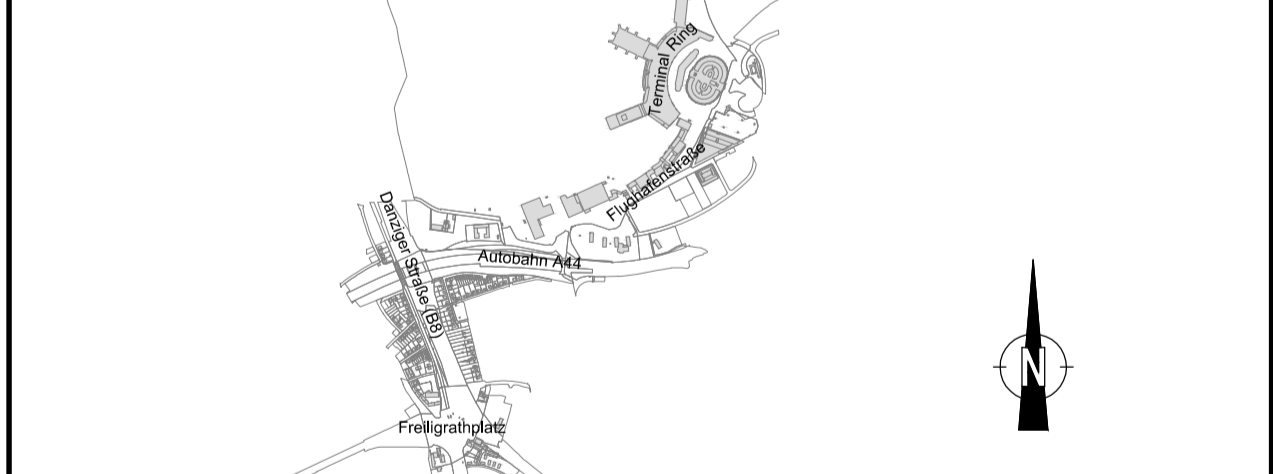 Terminal Ring
Flughafenstraße
Danziger Straße (B8)
Autobahn A44
N
Freiligrathplatz